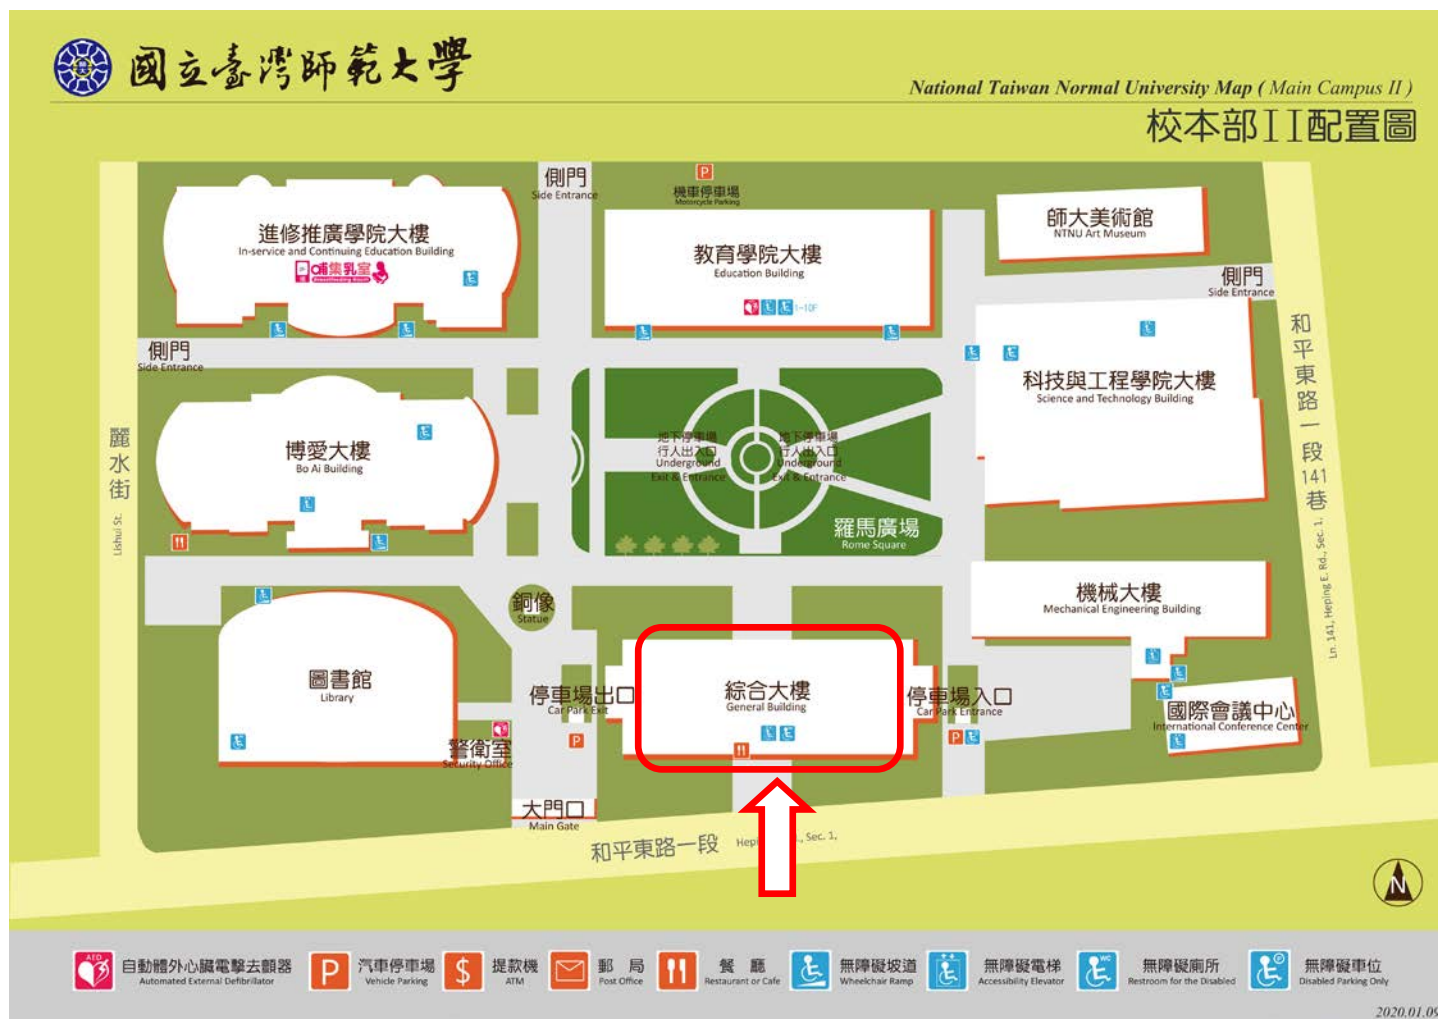 國立臺灣師範大學
National Taiwan Normal University Map ( Main Campus II )
校本部II配置圖
側門
Side Entrance
P
機車停車場
Motorcycle Parking
進修推廣學院大樓
In-service and Continuing Education Building
哺集乳室
教育學院大樓
Education Building
1-10F
師大美術館
NTNU Art Museum
側門
Side Entrance
側門
Side Entrance
科技與工程學院大樓
Science and Technology Building
和平東路一段141巷
Ln. 141, Heping E. Rd., Sec. 1,
麗水街
Lishui St.
博愛大樓
Bo Ai Building
地下停車場
行人出入口
Underground
Exit & Entrance
地下停車場
行人出入口
Underground
Exit & Entrance
羅馬廣場
Rome Square
銅像
Statue
機械大樓
Mechanical Engineering Building
圖書館
Library
停車場出口
Car Park Exit
P
綜合大樓
General Building
停車場入口
Car Park Entrance
P
國際會議中心
International Conference Center
警衛室
Security Office
大門口
Main Gate
和平東路一段
Sec. 1,
N
AED
自動體外心臟電擊去顫器
Automated External Defibrillator
P
汽車停車場
Vehicle Parking
$
提款機
ATM
郵局
Post Office
餐廳
Restaurant or Cafe
無障礙坡道
Wheelchair Ramp
無障礙電梯
Accessibility Elevator
WC
無障礙廁所
Restroom for the Disabled
P
無障礙車位
Disabled Parking Only
2020.01.09